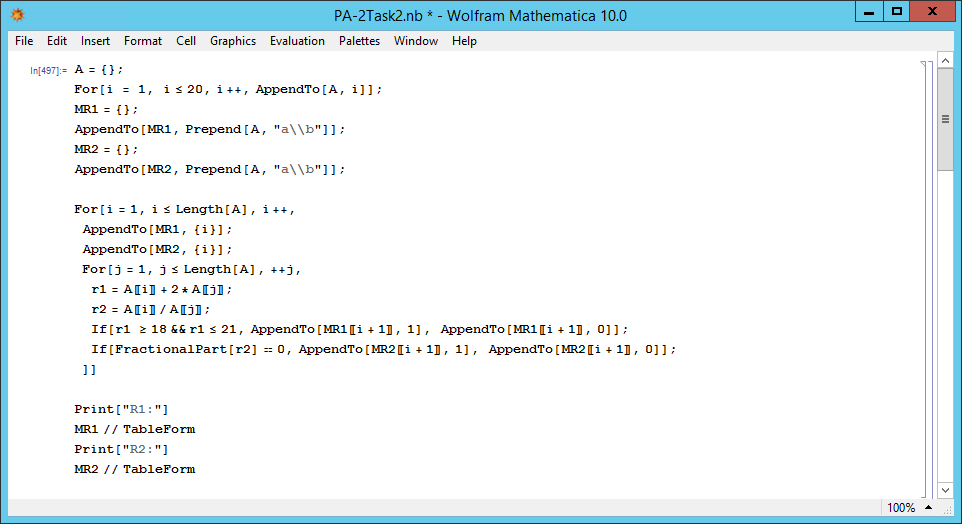 PA-2Task2.nb * - Wolfram Mathematica 10.0
File Edit Insert Format Cell Graphics Evaluation Palettes Window Help
In[497]:= A = {};
For[i = 1, i ≤ 20, i++, AppendTo[A, i]];
MR1 = {};
AppendTo[MR1, Prepend[A, "a\\b"]];
MR2 = {};
AppendTo[MR2, Prepend[A, "a\\b"]];
For[i = 1, i ≤ Length[A], i++,
AppendTo[MR1, {i}];
AppendTo[MR2, {i}];
For[j = 1, j ≤ Length[A], ++j,
r1 = A⟦i⟧ + 2 * A⟦j⟧;
r2 = A⟦i⟧ / A⟦j⟧;
If[r1 ≥ 18 && r1 ≤ 21, AppendTo[MR1⟦i + 1⟧, 1], AppendTo[MR1⟦i + 1⟧, 0]];
If[FractionalPart[r2] == 0, AppendTo[MR2⟦i + 1⟧, 1], AppendTo[MR2⟦i + 1⟧, 0]];
]]
Print["R1:"]
MR1 // TableForm
Print["R2:"]
MR2 // TableForm
100%